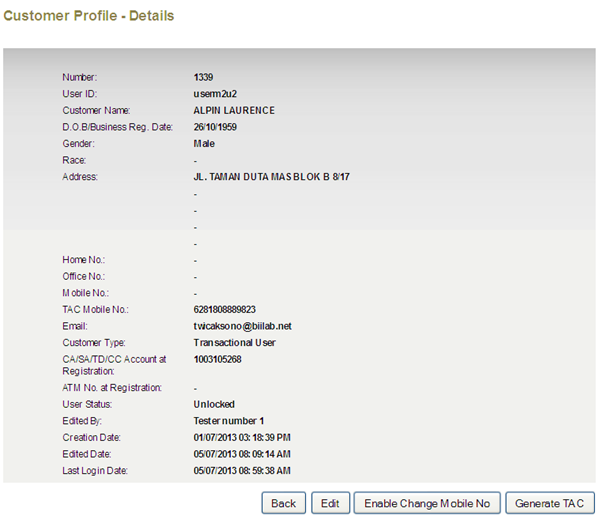 Customer Profile - Details
Number: 1339
User ID: userm2u2
Customer Name: ALPIN LAURENCE
D.O.B/Business Reg. Date: 26/10/1959
Gender: Male
Race: -
Address: JL. TAMAN DUTA MAS BLOK B 8/17
-
-
-
-
Home No.: -
Office No.: -
Mobile No.: -
TAC Mobile No.: 6281808889823
Email: twicaksono@biilab.net
Customer Type: Transactional User
CA/SA/TD/CC Account at 1003105268
Registration:
ATM No. at Registration: -
User Status: Unlocked
Edited By: Tester number 1
Creation Date: 01/07/2013 03:18:39 PM
Edited Date: 05/07/2013 08:09:14 AM
Last Login Date: 05/07/2013 08:59:38 AM
Back Edit Enable Change Mobile No Generate TAC